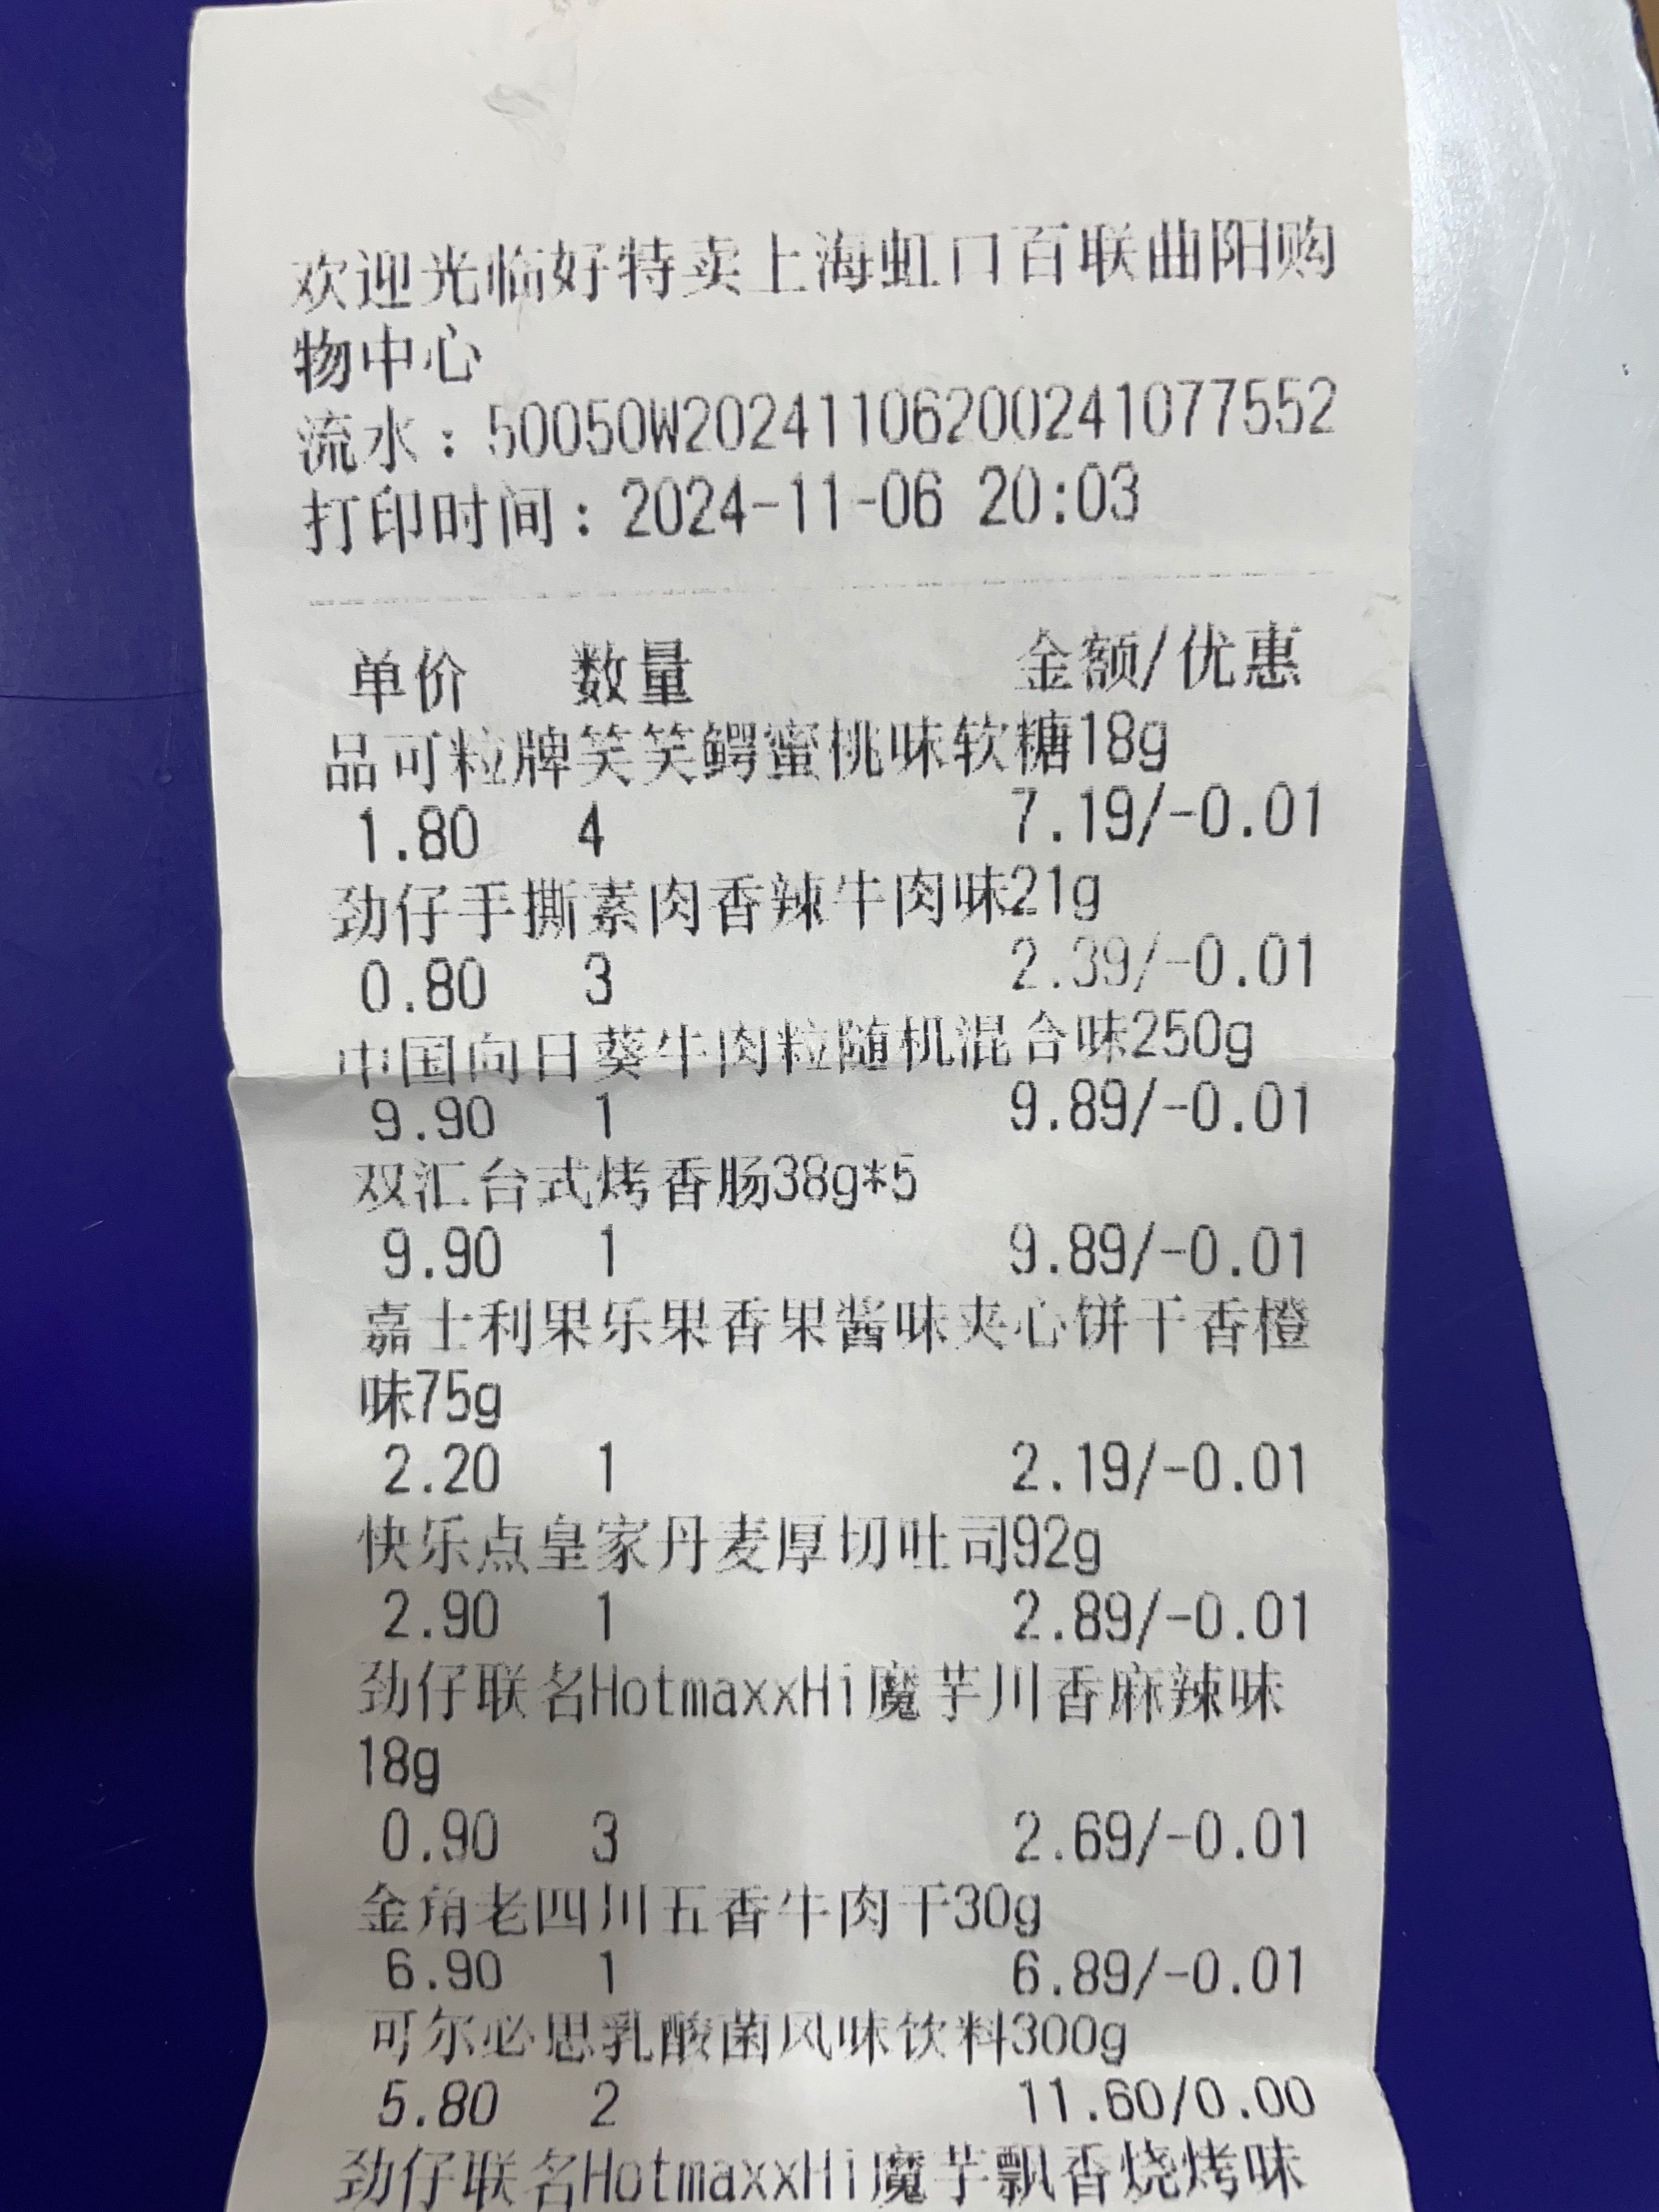 欢迎光临好特卖上海虹口百联曲阳购
物中心
流水：50050W20241106200241077552
打印时间：2024-11-06 20:03
单价 数量 金额/优惠
品可粒牌笑笑鳄蜜桃味软糖18g
1.80 4 7.19/-0.01
劲仔手撕素肉香辣牛肉味21g
0.80 3 2.39/-0.01
中国向日葵牛肉粒随机混合味250g
9.90 1 9.89/-0.01
双汇台式烤香肠38g*5
9.90 1 9.89/-0.01
嘉士利果乐果香果酱味夹心饼干香橙
味75g
2.20 1 2.19/-0.01
快乐点皇家丹麦厚切吐司92g
2.90 1 2.89/-0.01
劲仔联名HotmaxxHi魔芋川香麻辣味
18g
0.90 3 2.69/-0.01
金角老四川五香牛肉干30g
6.90 1 6.89/-0.01
可尔必思乳酸菌风味饮料300g
5.80 2 11.60/0.00
劲仔联名HotmaxxHi魔芋飘香烧烤味